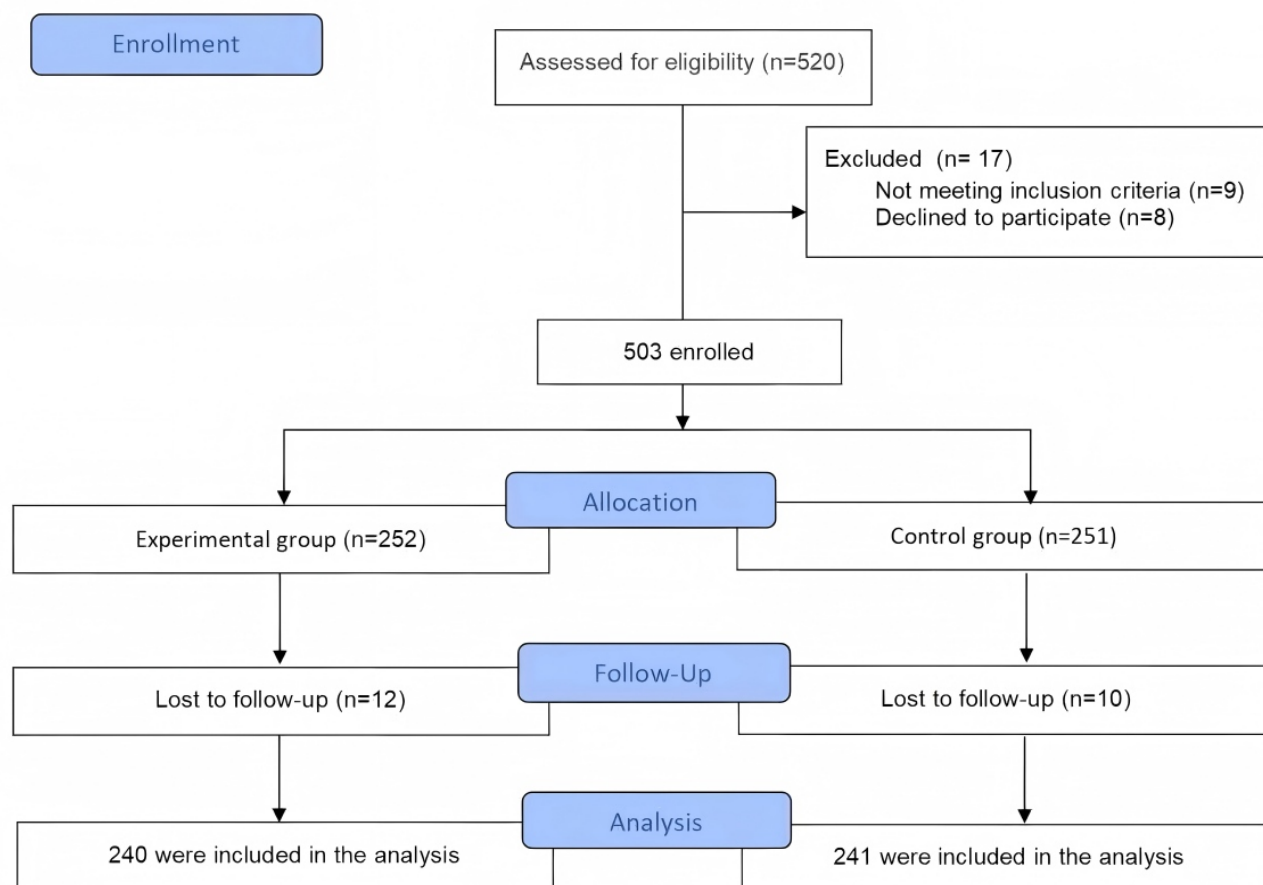 Enrollment
Assessed for eligibility (n=520)
Excluded (n= 17)
Not meeting inclusion criteria (n=9)
Declined to participate (n=8)
503 enrolled
Allocation
Experimental group (n=252)
Control group (n=251)
Follow-Up
Lost to follow-up (n=12)
Lost to follow-up (n=10)
Analysis
240 were included in the analysis
241 were included in the analysis